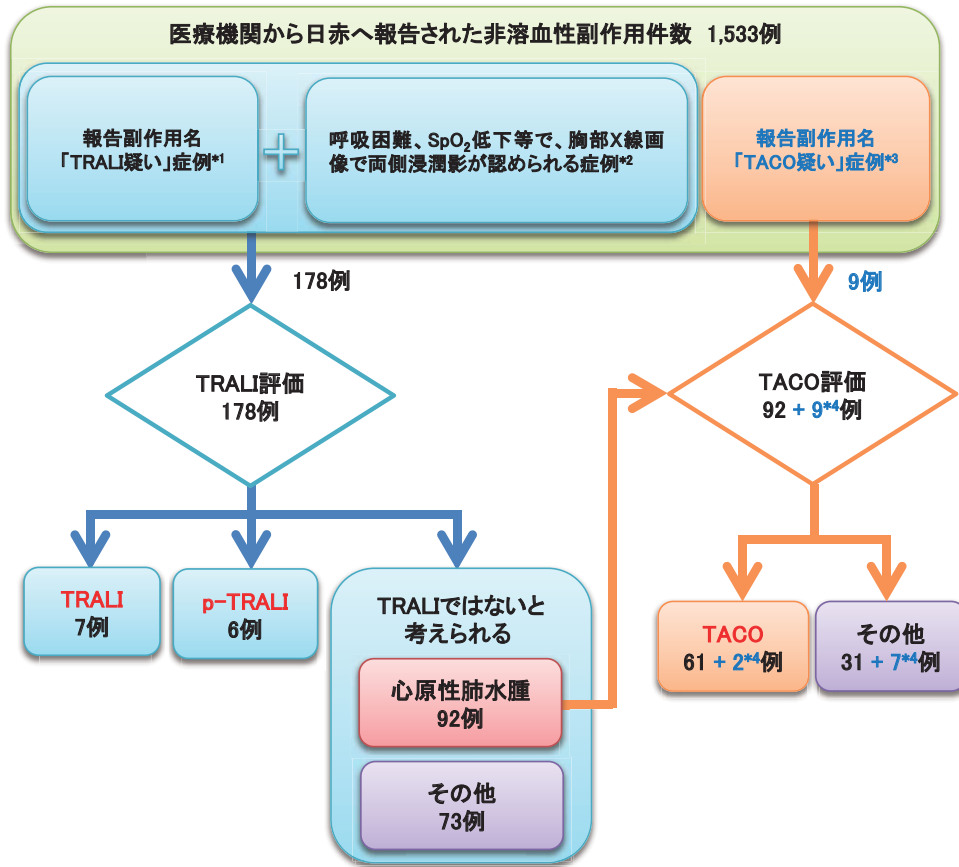 医療機関から日赤へ報告された非溶血性副作用件数 1,533例
報告副作用名
「TRALI疑い」症例*1
+
呼吸困難、SpO2低下等で、胸部X線画
像で両側浸潤影が認められる症例*2
報告副作用名
「TACO疑い」症例*3
178例
9例
TRALI評価
178例
TACO評価
92 + 9*4例
TRALI
7例
p-TRALI
6例
TRALIではないと
考えられる
心原性肺水腫
92例
その他
73例
TACO
61 + 2*4例
その他
31 + 7*4例